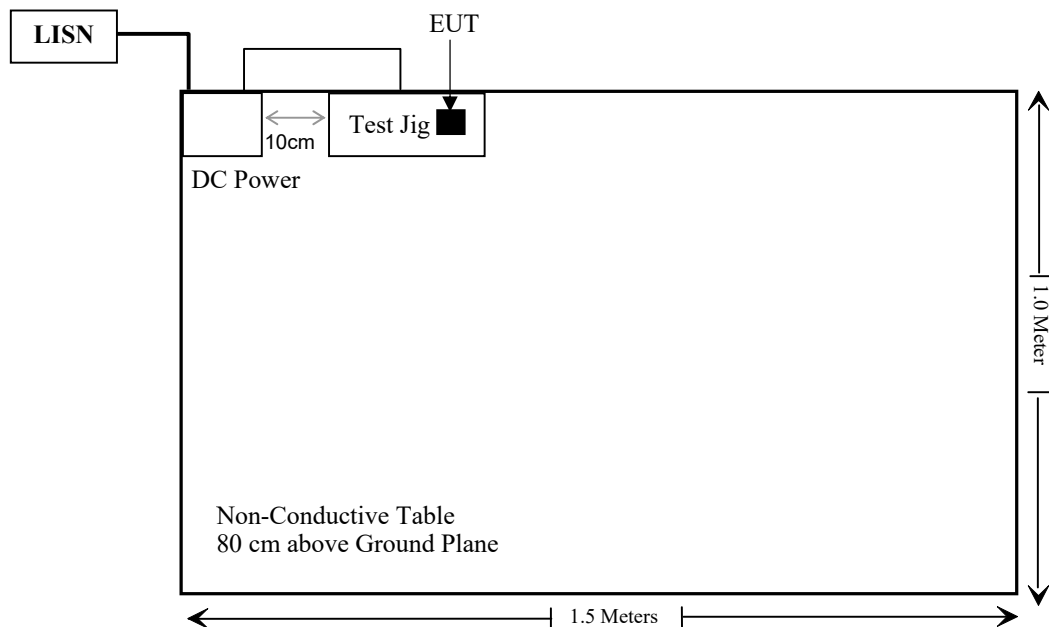 LISN
EUT
Test Jig
10cm
DC Power
1.0 Meter
Non-Conductive Table
80 cm above Ground Plane
1.5 Meters